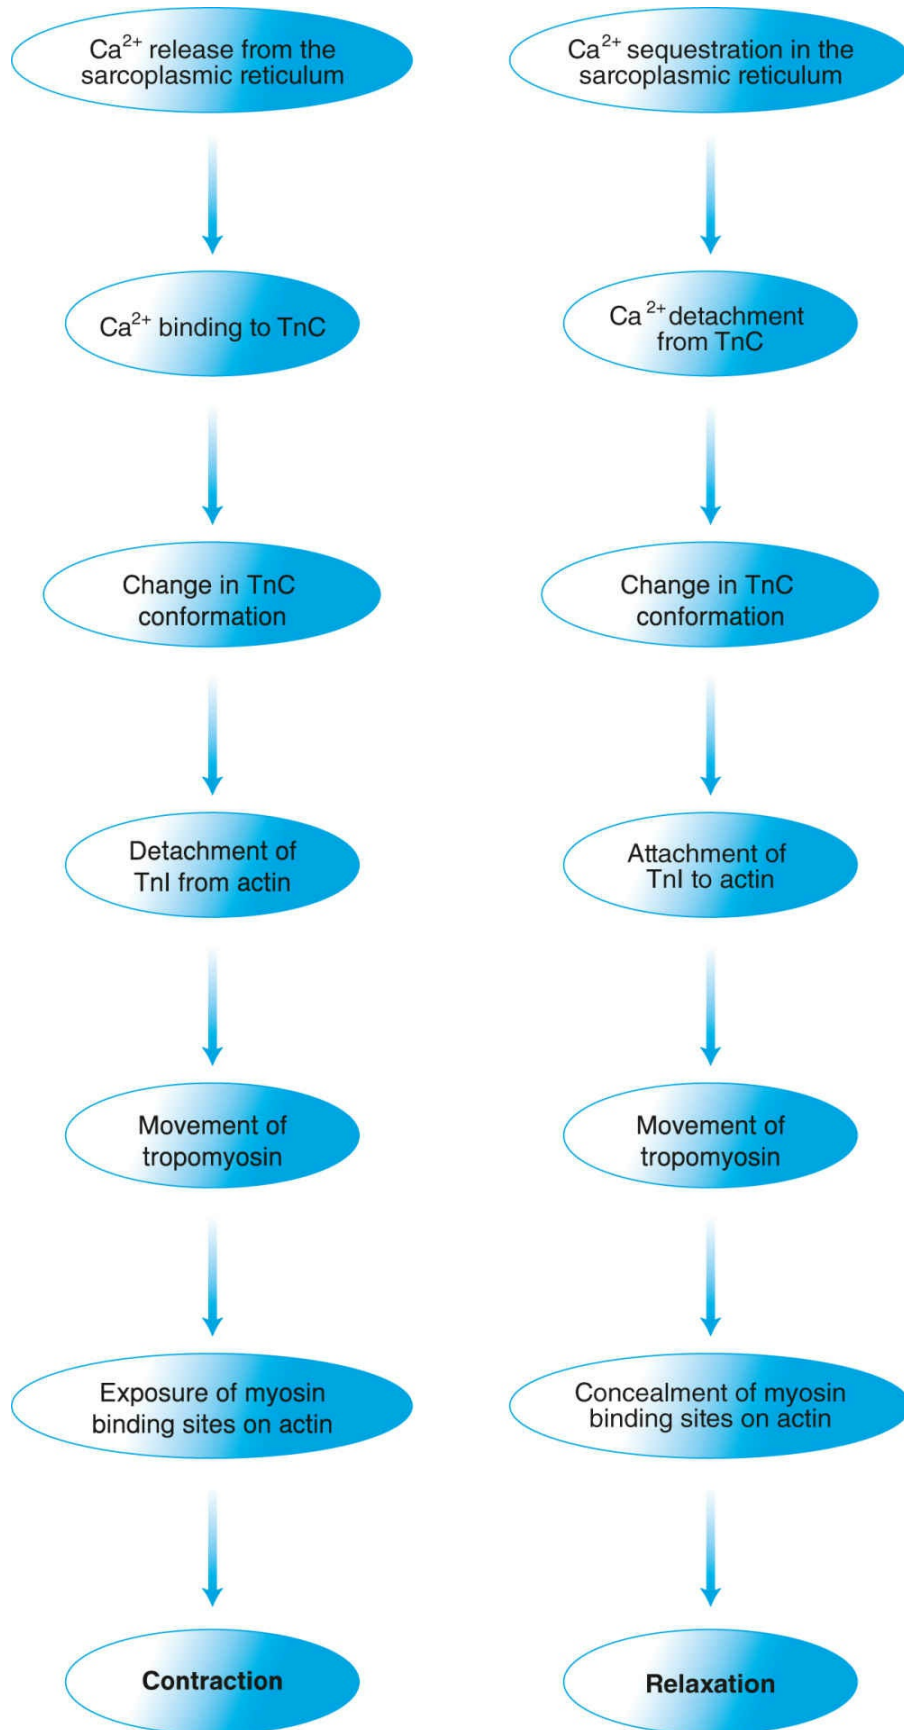 Ca²⁺ release from the
sarcoplasmic reticulum
Ca²⁺ binding to TnC
Change in TnC
conformation
Detachment of
TnI from actin
Movement of
tropomyosin
Exposure of myosin
binding sites on actin
Contraction
Ca²⁺ sequestration in the
sarcoplasmic reticulum
Ca²⁺ detachment
from TnC
Change in TnC
conformation
Attachment of
TnI to actin
Movement of
tropomyosin
Concealment of myosin
binding sites on actin
Relaxation